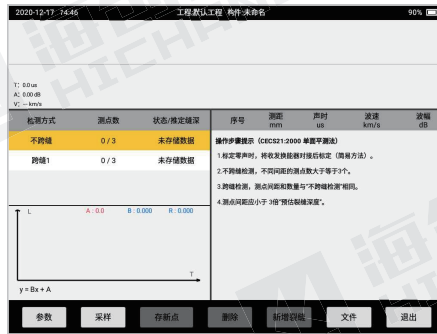 2020-12-17 14:46 工程:默认工程 构件:未命名 90%
T: 0.0 us
A: 0.00 dB
V: -- km/s
检测方式 测点数 状态/推定缝深
不跨缝 0 / 3 未存储数据
跨缝1 0 / 3 未存储数据
L A : 0.0 B : 0.000 R : 0.000
T
y = Bx + A
序号 测距 mm 声时 us 波速 km/s 波幅 dB
操作步骤提示（CECS21:2000 单面平测法）
1.标定零声时，将收发换能器对接后标定（简易方法）。
2.不跨缝检测，不同间距的测点数大于等于3个。
3.跨缝检测，测点间距和数量与"不跨缝检测"相同。
4.测点间距应小于 3倍"预估裂缝深度"。
参数 采样 存新点 删除 新增裂缝 文件 退出